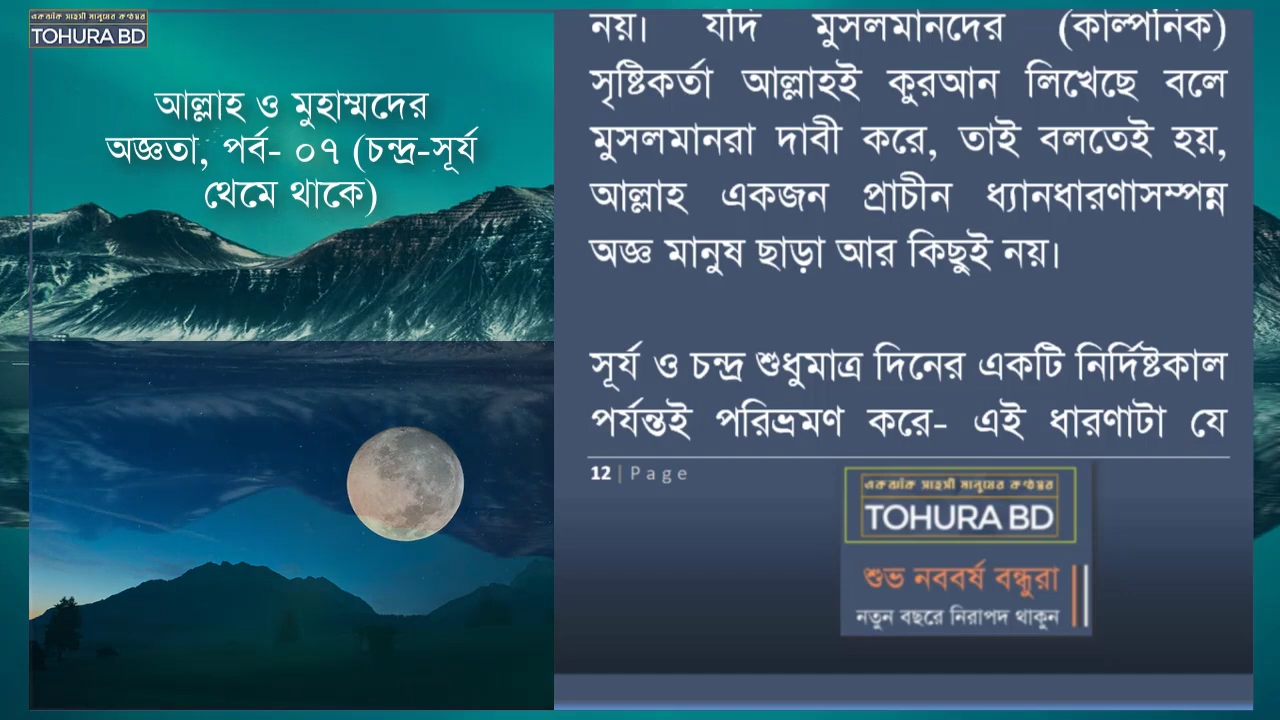 একঝাঁক সাহসী মানুষের কণ্ঠস্বর
TOHURA BD
আল্লাহ ও মুহাম্মদের
অজ্ঞতা, পর্ব- ০৭ (চন্দ্র-সূর্য
থেমে থাকে)
নয়। যদি মুসলমানদের (কাল্পনিক)
সৃষ্টিকর্তা আল্লাহই কুরআন লিখেছে বলে
মুসলমানরা দাবী করে, তাই বলতেই হয়,
আল্লাহ একজন প্রাচীন ধ্যানধারণাসম্পন্ন
অজ্ঞ মানুষ ছাড়া আর কিছুই নয়।
সূর্য ও চন্দ্র শুধুমাত্র দিনের একটি নির্দিষ্টকাল
পর্যন্তই পরিভ্রমণ করে- এই ধারণাটা যে
12 | Page
একঝাঁক সাহসী মানুষের কণ্ঠস্বর
TOHURA BD
শুভ নববর্ষ বন্ধুরা
নতুন বছরে নিরাপদ থাকুন